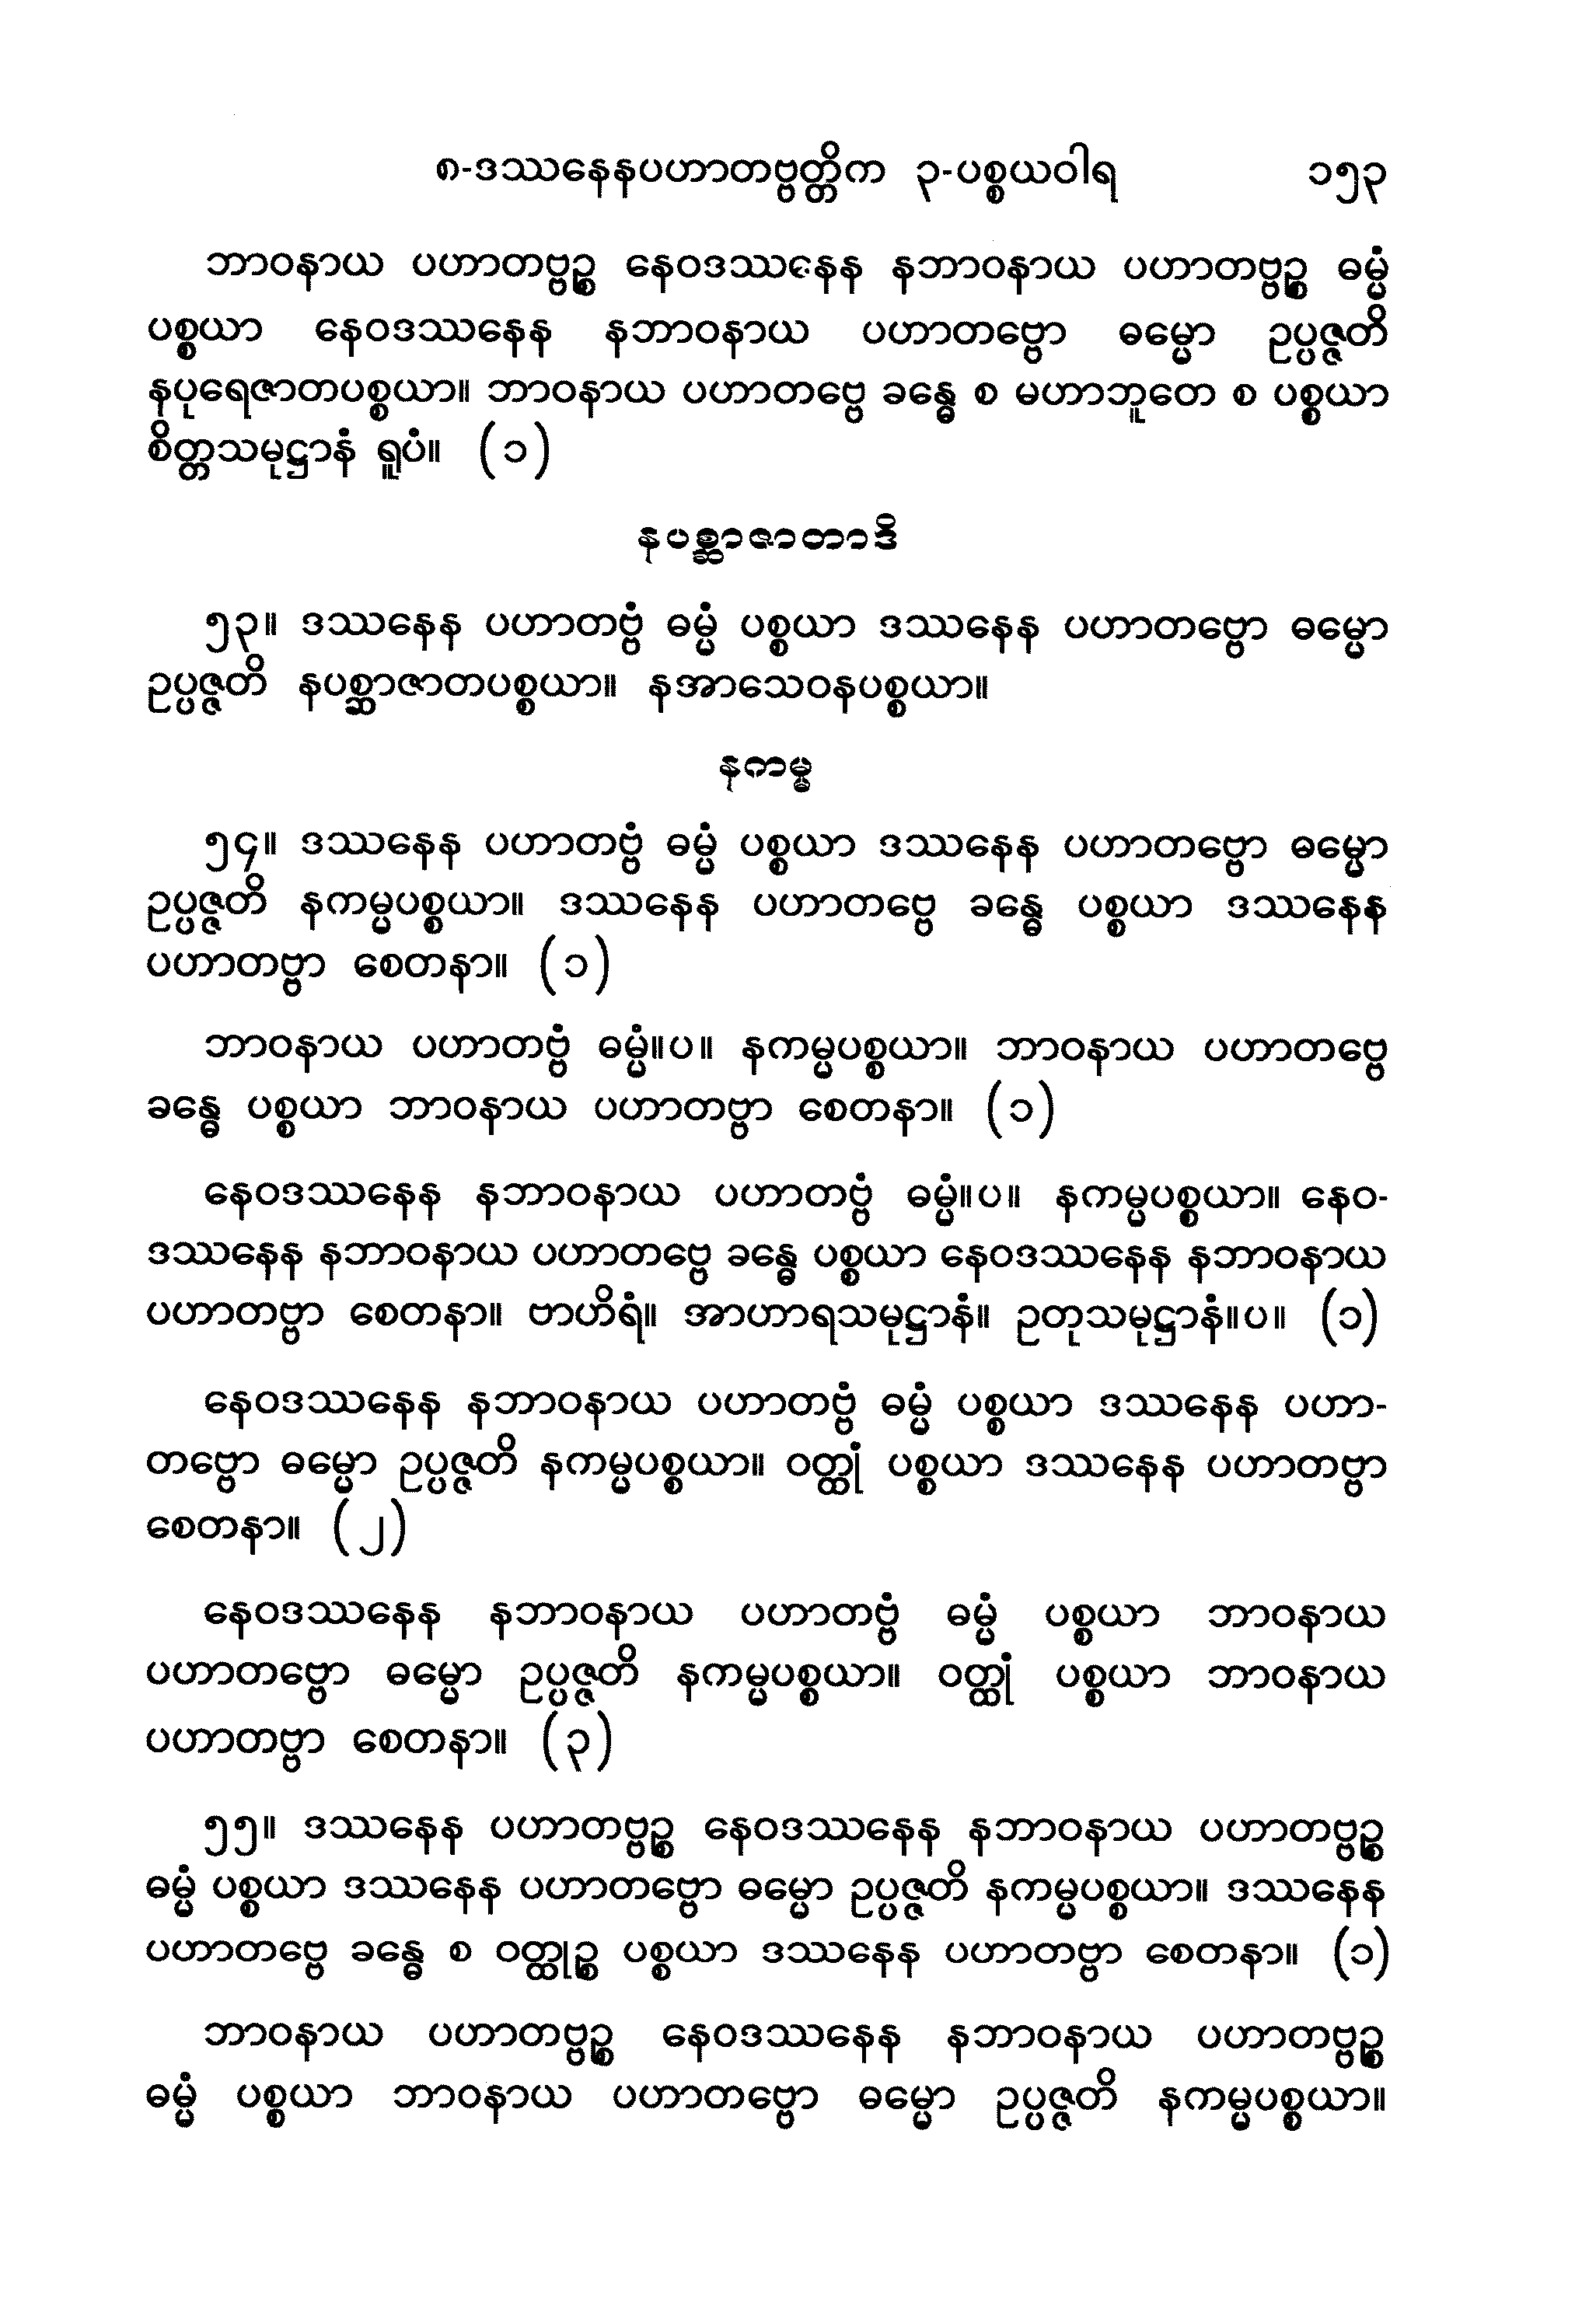 ၈-ဒဿနေနပဟာတဗ္ဗတ္တိက ၃-ပစ္စယဝါရ ၁၅၃
ဘာဝနာယ ပဟာတဗ္ဗဉ္စ နေဝဒဿနေန နဘာဝနာယ ပဟာတဗ္ဗဉ္စ ဓမ္မံ
ပစ္စယာ နေဝဒဿနေန နဘာဝနာယ ပဟာတဗ္ဗော ဓမ္မော ဥပ္ပဇ္ဇတိ
နပုရေဇာတပစ္စယာ။ ဘာဝနာယ ပဟာတဗ္ဗေ ခန္ဓေ စ မဟာဘူတေ စ ပစ္စယာ
စိတ္တသမုဋ္ဌာနံ ရူပံ။ (၁)
နပစ္ဆာဇာတာဒိ
၅၃။ ဒဿနေန ပဟာတဗ္ဗံ ဓမ္မံ ပစ္စယာ ဒဿနေန ပဟာတဗ္ဗော ဓမ္မော
ဥပ္ပဇ္ဇတိ နပစ္ဆာဇာတပစ္စယာ။ နအာသေဝနပစ္စယာ။
နကမ္မ
၅၄။ ဒဿနေန ပဟာတဗ္ဗံ ဓမ္မံ ပစ္စယာ ဒဿနေန ပဟာတဗ္ဗော ဓမ္မော
ဥပ္ပဇ္ဇတိ နကမ္မပစ္စယာ။ ဒဿနေန ပဟာတဗ္ဗေ ခန္ဓေ ပစ္စယာ ဒဿနေန
ပဟာတဗ္ဗာ စေတနာ။ (၁)
ဘာဝနာယ ပဟာတဗ္ဗံ ဓမ္မံ။ပ။ နကမ္မပစ္စယာ။ ဘာဝနာယ ပဟာတဗ္ဗေ
ခန္ဓေ ပစ္စယာ ဘာဝနာယ ပဟာတဗ္ဗာ စေတနာ။ (၁)
နေဝဒဿနေန နဘာဝနာယ ပဟာတဗ္ဗံ ဓမ္မံ။ပ။ နကမ္မပစ္စယာ။ နေဝ-
ဒဿနေန နဘာဝနာယ ပဟာတဗ္ဗေ ခန္ဓေ ပစ္စယာ နေဝဒဿနေန နဘာဝနာယ
ပဟာတဗ္ဗာ စေတနာ။ ဗာဟိရံ။ အာဟာရသမုဋ္ဌာနံ။ ဥတုသမုဋ္ဌာနံ။ပ။ (၁)
နေဝဒဿနေန နဘာဝနာယ ပဟာတဗ္ဗံ ဓမ္မံ ပစ္စယာ ဒဿနေန ပဟာ-
တဗ္ဗော ဓမ္မော ဥပ္ပဇ္ဇတိ နကမ္မပစ္စယာ။ ဝတ္ထုံ ပစ္စယာ ဒဿနေန ပဟာတဗ္ဗာ
စေတနာ။ (၂)
နေဝဒဿနေန နဘာဝနာယ ပဟာတဗ္ဗံ ဓမ္မံ ပစ္စယာ ဘာဝနာယ
ပဟာတဗ္ဗော ဓမ္မော ဥပ္ပဇ္ဇတိ နကမ္မပစ္စယာ။ ဝတ္ထုံ ပစ္စယာ ဘာဝနာယ
ပဟာတဗ္ဗာ စေတနာ။ (၃)
၅၅။ ဒဿနေန ပဟာတဗ္ဗဉ္စ နေဝဒဿနေန နဘာဝနာယ ပဟာတဗ္ဗဉ္စ
ဓမ္မံ ပစ္စယာ ဒဿနေန ပဟာတဗ္ဗော ဓမ္မော ဥပ္ပဇ္ဇတိ နကမ္မပစ္စယာ။ ဒဿနေန
ပဟာတဗ္ဗေ ခန္ဓေ စ ဝတ္ထုဉ္စ ပစ္စယာ ဒဿနေန ပဟာတဗ္ဗာ စေတနာ။ (၁)
ဘာဝနာယ ပဟာတဗ္ဗဉ္စ နေဝဒဿနေန နဘာဝနာယ ပဟာတဗ္ဗဉ္စ
ဓမ္မံ ပစ္စယာ ဘာဝနာယ ပဟာတဗ္ဗော ဓမ္မော ဥပ္ပဇ္ဇတိ နကမ္မပစ္စယာ။